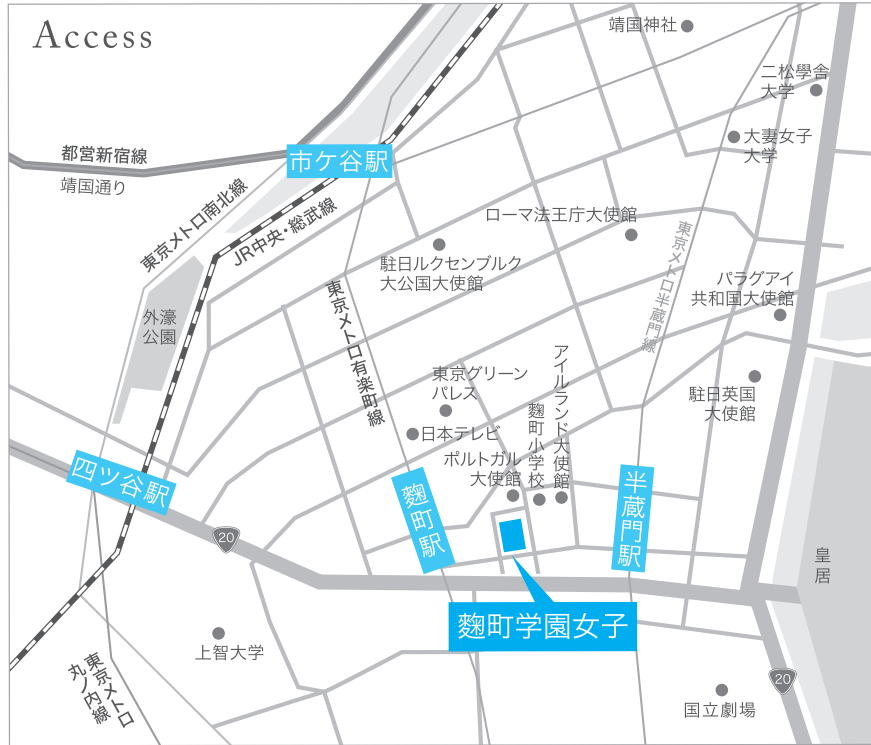 Access
靖国神社
二松學舎
大学
大妻女子
大学
都営新宿線
靖国通り
市ケ谷駅
東京メトロ南北線
JR中央・総武線
ローマ法王庁大使館
東京メトロ半蔵門線
駐日ルクセンブルク
大公国大使館
パラグアイ
共和国大使館
外濠
公園
東京メトロ有楽町線
東京グリーン
パレス
アイルランド大使館
麴町小学校
駐日英国
大使館
日本テレビ
ポルトガル
大使館
四ツ谷駅
麴町駅
半蔵門駅
20
皇居
麴町学園女子
上智大学
東京メトロ
丸ノ内線
20
国立劇場